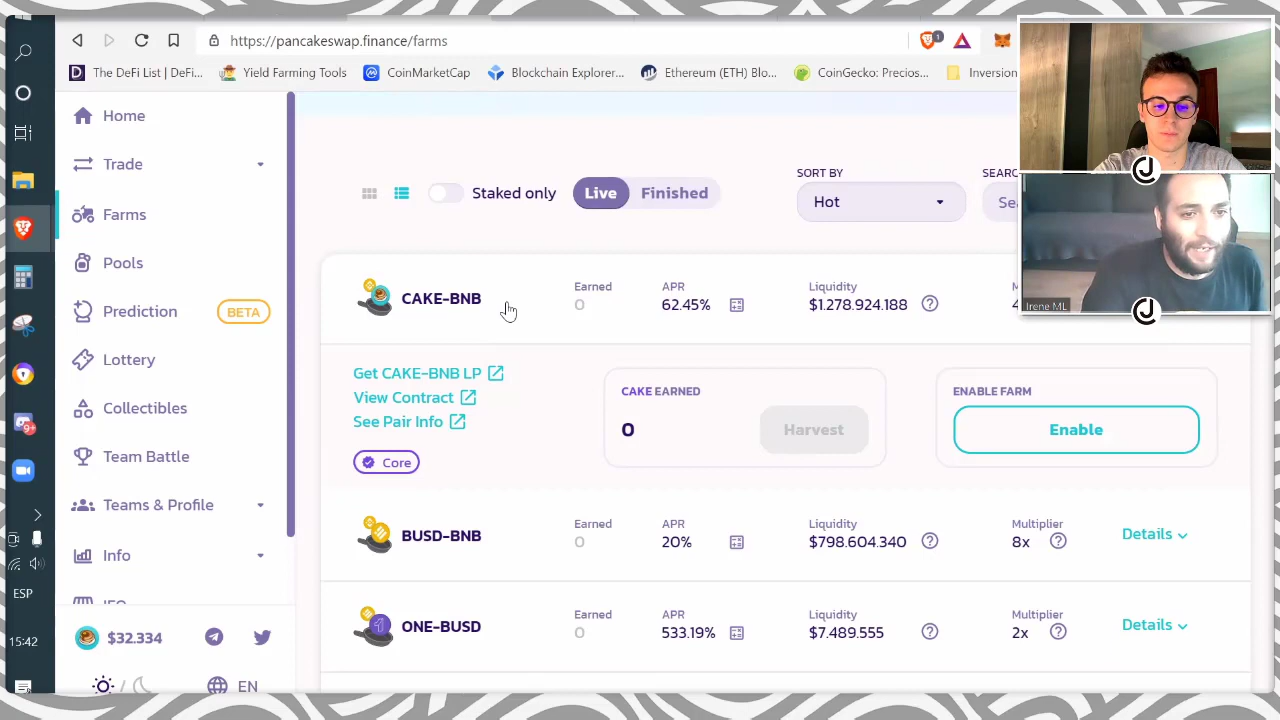 https://pancakeswap.finance/farms
1
The DeFi List | DeFi...
Yield Farming Tools
CoinMarketCap
Blockchain Explorer...
Ethereum (ETH) Blo...
CoinGecko: Precios...
Inversion
Home
Trade
Farms
Pools
Prediction
BETA
Lottery
Collectibles
Team Battle
Teams & Profile
Info
$32.334
EN
Staked only
Live
Finished
SORT BY
Hot
CAKE-BNB
Earned
0
APR
62.45%
Liquidity
$1.278.924.188
Get CAKE-BNB LP
View Contract
See Pair Info
Core
CAKE EARNED
0
Harvest
ENABLE FARM
Enable
BUSD-BNB
Earned
0
APR
20%
Liquidity
$798.604.340
Multiplier
8x
Details
ONE-BUSD
Earned
0
APR
533.19%
Liquidity
$7.489.555
Multiplier
2x
Details
Irene ML
ESP
15:42